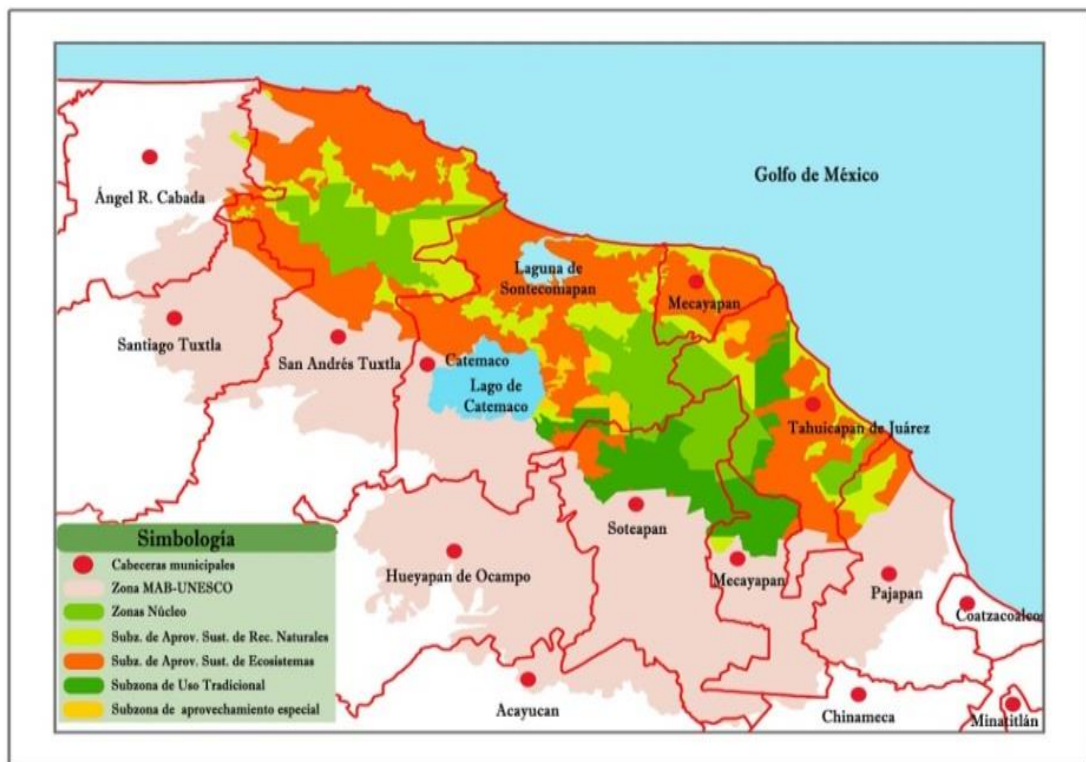 Golfo de México
Ángel R. Cabada
Laguna de
Sontecomapan
Mecayapan
Santiago Tuxtla
San Andrés Tuxtla
Catemaco
Lago de
Catemaco
Tahuicapan de Juárez
Soteapan
Hueyapan de Ocampo
Mecayapan
Pajapan
Coatzacoalcos
Acayucan
Chinameca
Minatitlán
Simbología
Cabeceras municipales
Zona MAB-UNESCO
Zonas Núcleo
Subz. de Aprov. Sust. de Rec. Naturales
Subz. de Aprov. Sust. de Ecosistemas
Subzona de Uso Tradicional
Subzona de aprovechamiento especial